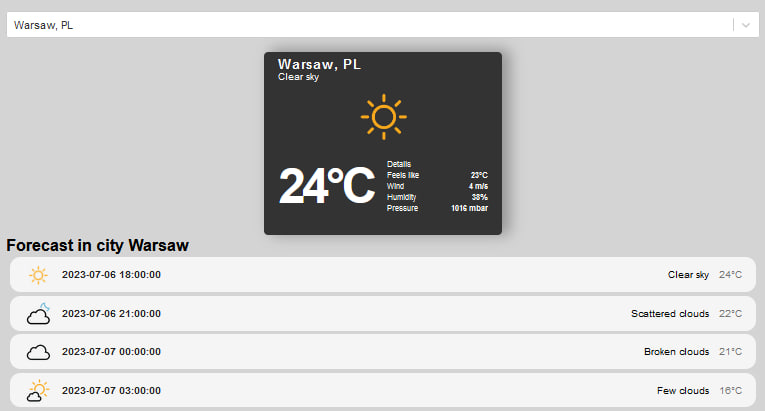 Warsaw, PL
Warsaw, PL
Clear sky
24°C
Details
Feels like 23°C
Wind 4 m/s
Humidity 38%
Pressure 1016 mbar
Forecast in city Warsaw
2023-07-06 18:00:00 Clear sky 24°C
2023-07-06 21:00:00 Scattered clouds 22°C
2023-07-07 00:00:00 Broken clouds 21°C
2023-07-07 03:00:00 Few clouds 16°C